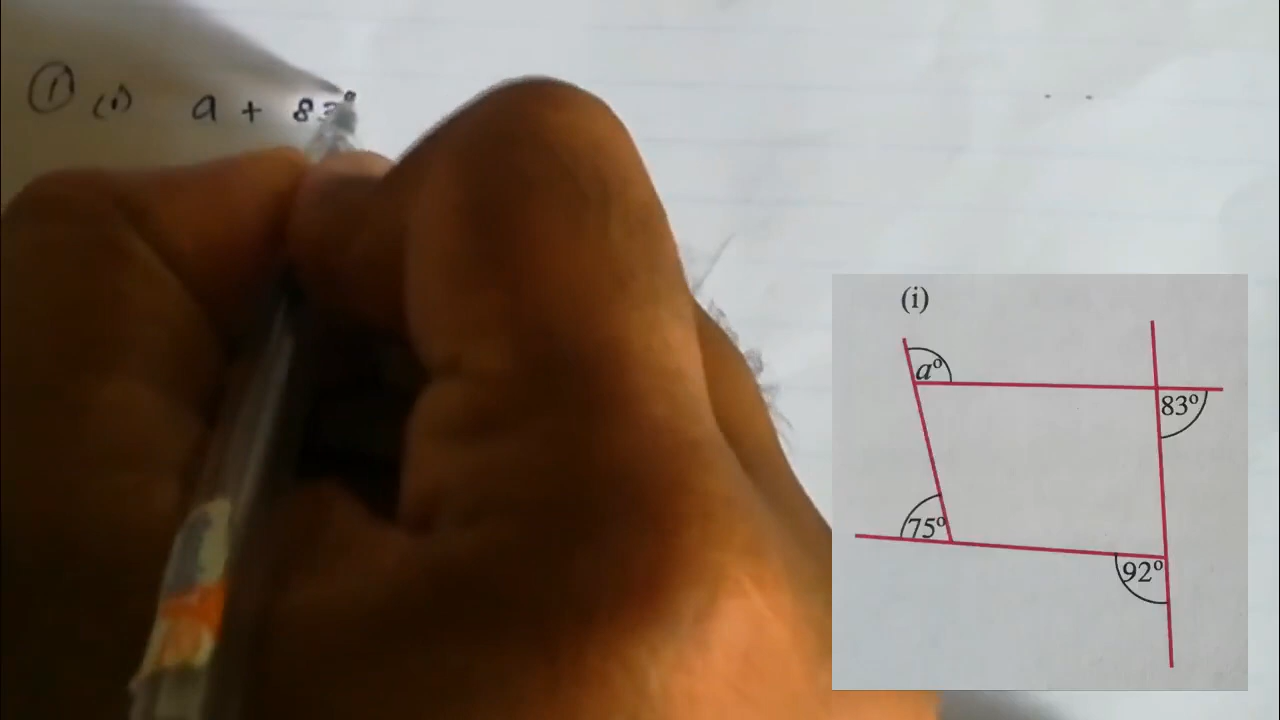 ① (i) a + 83°
(i)
a°
83°
75°
92°